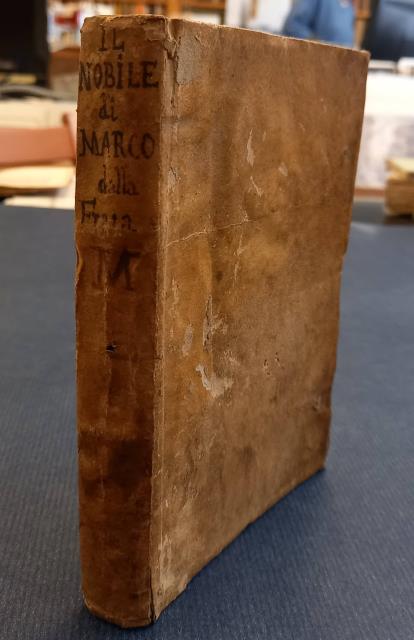 IL
NOBILE
di
MARCO
dalla
Fratta
M